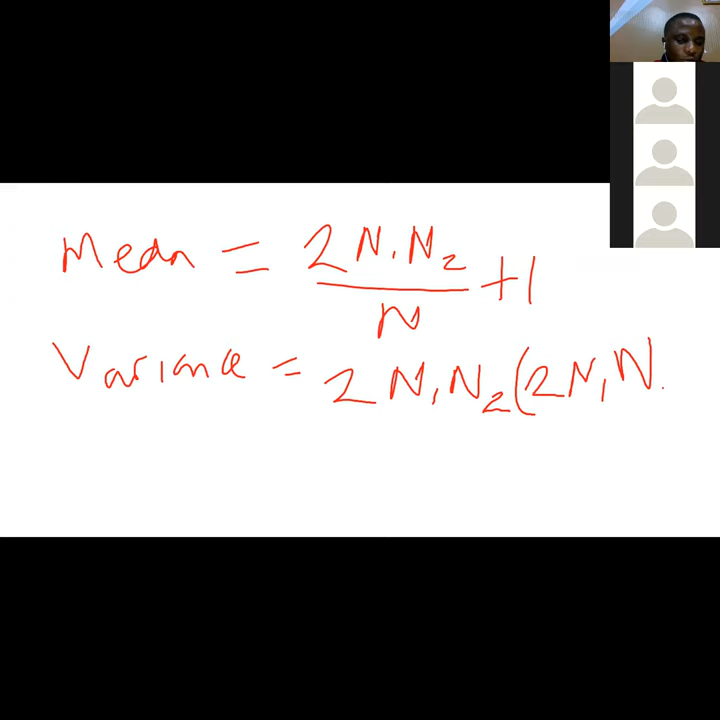 Mean = 2N₁N₂/N + 1
Variance = 2N₁N₂(2N₁N